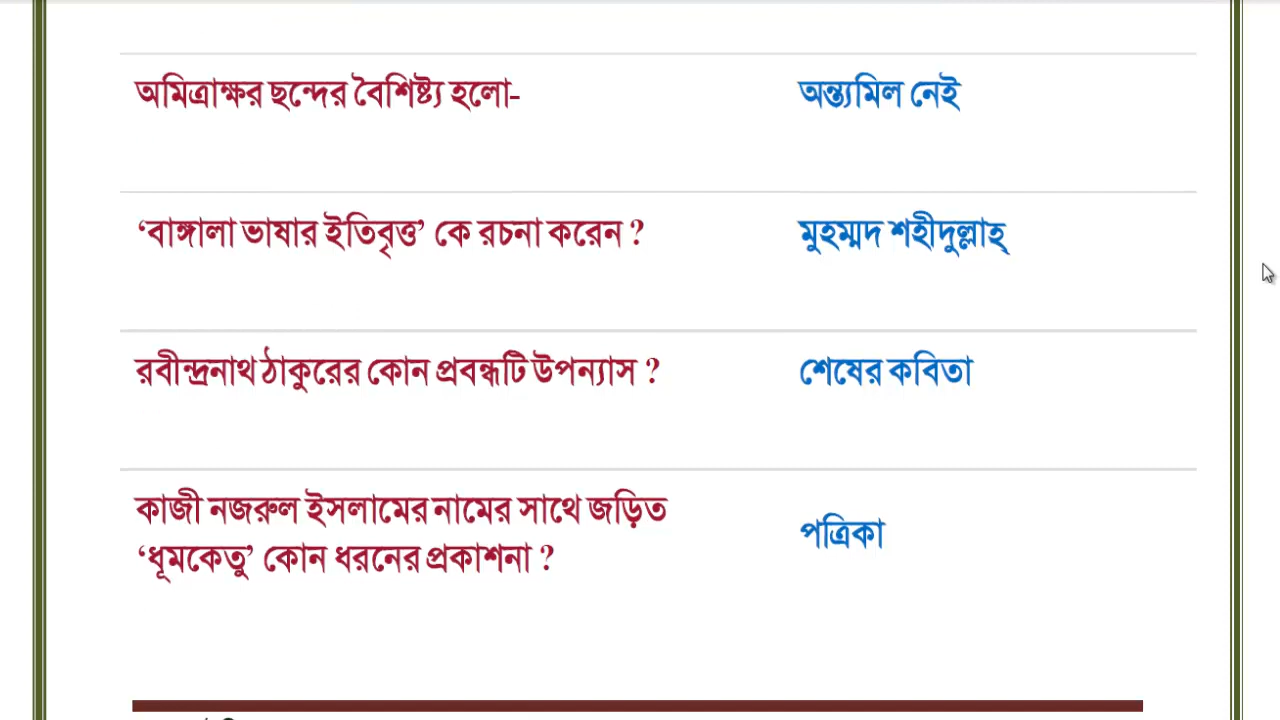 অমিত্রাক্ষর ছন্দের বৈশিষ্ট্য হলো- অন্ত্যমিল নেই
‘বাঙ্গালা ভাষার ইতিবৃত্ত’ কে রচনা করেন ? মুহম্মদ শহীদুল্লাহ্
রবীন্দ্রনাথ ঠাকুরের কোন প্রবন্ধটি উপন্যাস ? শেষের কবিতা
কাজী নজরুল ইসলামের নামের সাথে জড়িত
‘ধূমকেতু’ কোন ধরনের প্রকাশনা ?
পত্রিকা